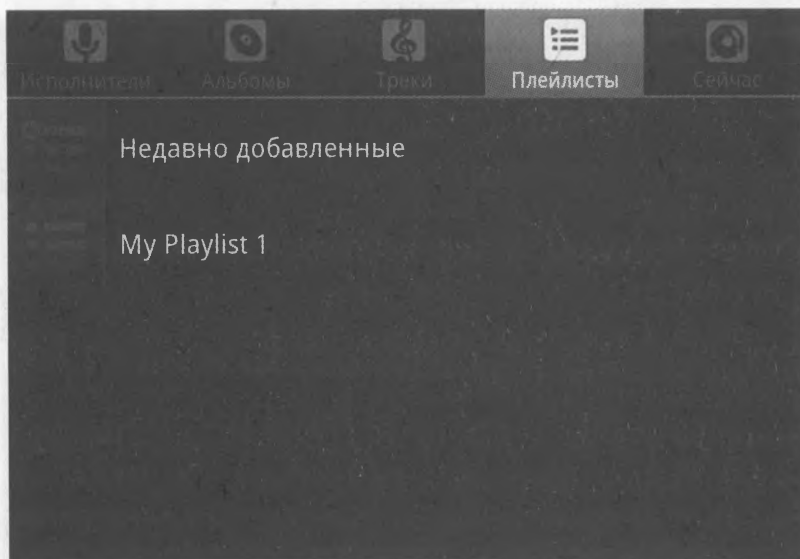 Исполнители Альбомы Треки Плейлисты Сейчас
Недавно добавленные
My Playlist 1